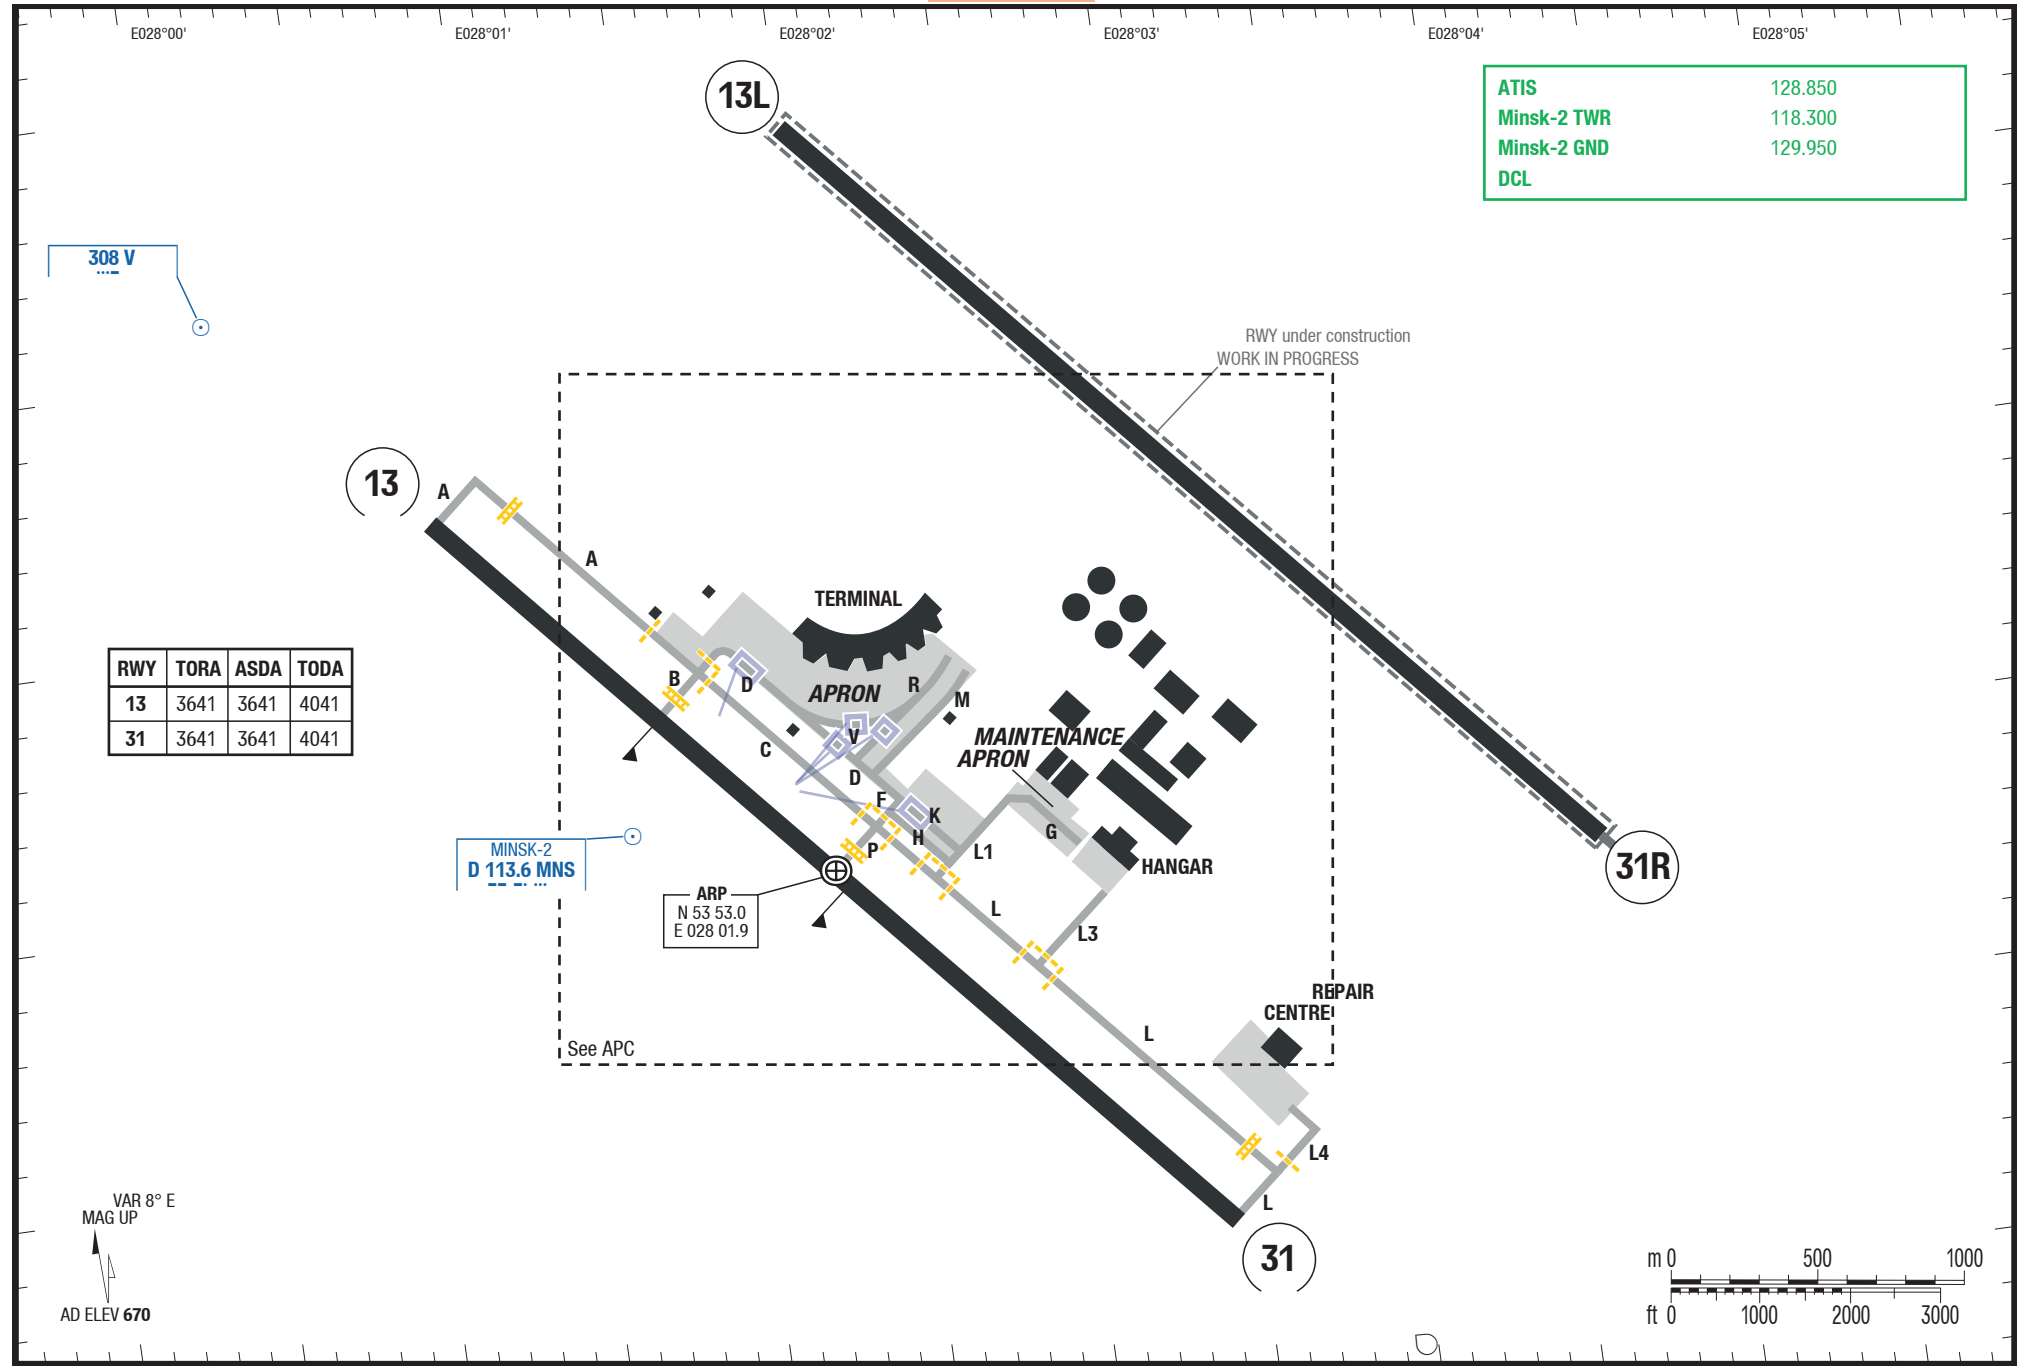 E028°00'
E028°01'
E028°02'
E028°03'
E028°04'
E028°05'
13L
ATIS 128.850
Minsk-2 TWR 118.300
Minsk-2 GND 129.950
DCL
308 V
RWY under construction
WORK IN PROGRESS
13
A
A
TERMINAL
RWY TORA ASDA TODA
13 3641 3641 4041
31 3641 3641 4041
B
D
APRON
R
M
V
C
MAINTENANCE
APRON
D
F
K
H
G
P
L1
HANGAR
31R
MINSK-2
D 113.6 MNS
ARP
N 53 53.0
E 028 01.9
L
L3
REPAIR
CENTRE
L
See APC
L4
L
31
VAR 8° E
MAG UP
AD ELEV 670
m 0 500 1000
ft 0 1000 2000 3000